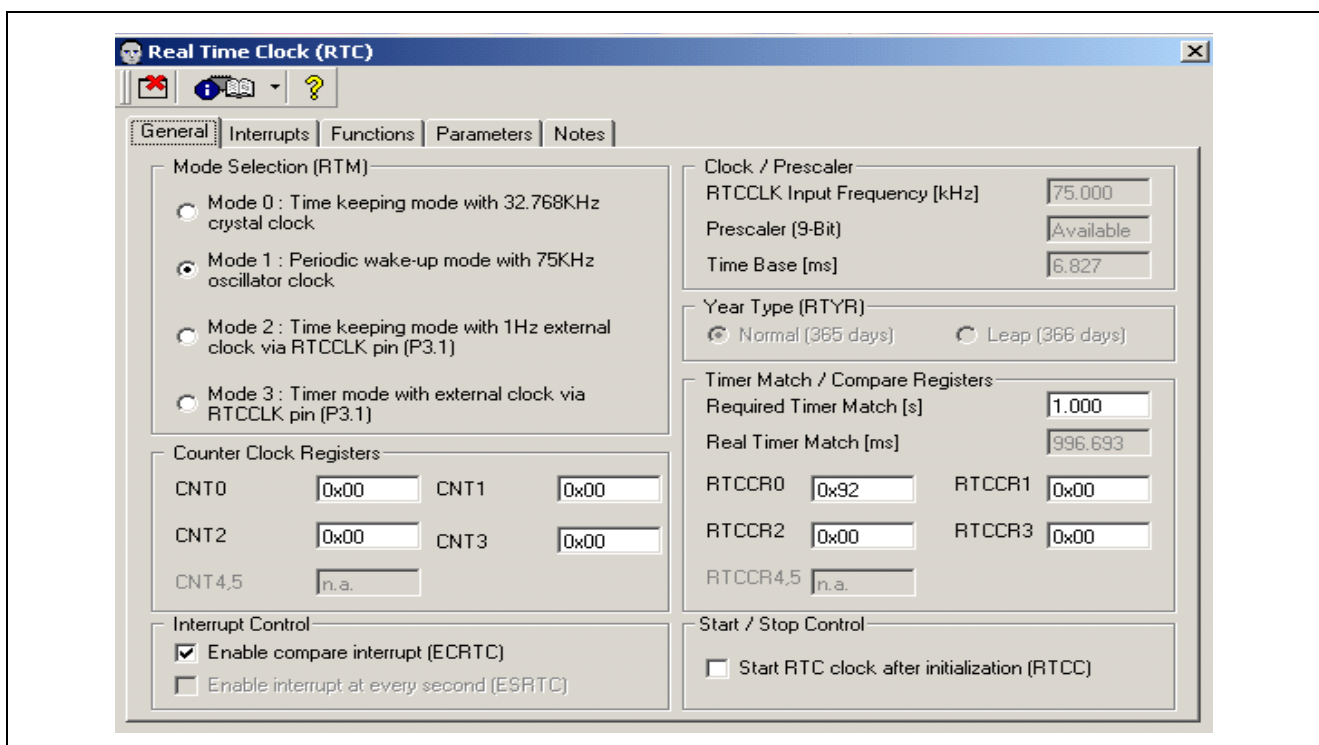 Real Time Clock (RTC)
General Interrupts Functions Parameters Notes
Mode Selection (RTM)
Mode 0 : Time keeping mode with 32.768KHz
crystal clock
Mode 1 : Periodic wake-up mode with 75KHz
oscillator clock
Mode 2 : Time keeping mode with 1Hz external
clock via RTCCLK pin (P3.1)
Mode 3 : Timer mode with external clock via
RTCCLK pin (P3.1)
Counter Clock Registers
CNT0 0x00 CNT1 0x00
CNT2 0x00 CNT3 0x00
CNT4,5 n.a.
Interrupt Control
Enable compare interrupt (ECRTC)
Enable interrupt at every second (ESRTC)
Clock / Prescaler
RTCCLK Input Frequency [kHz] 75.000
Prescaler (9-Bit) Available
Time Base [ms] 6.827
Year Type (RTYR)
Normal (365 days) Leap (366 days)
Timer Match / Compare Registers
Required Timer Match [s] 1.000
Real Timer Match [ms] 996.693
RTCCR0 0x92 RTCCR1 0x00
RTCCR2 0x00 RTCCR3 0x00
RTCCR4,5 n.a.
Start / Stop Control
Start RTC clock after initialization (RTCC)